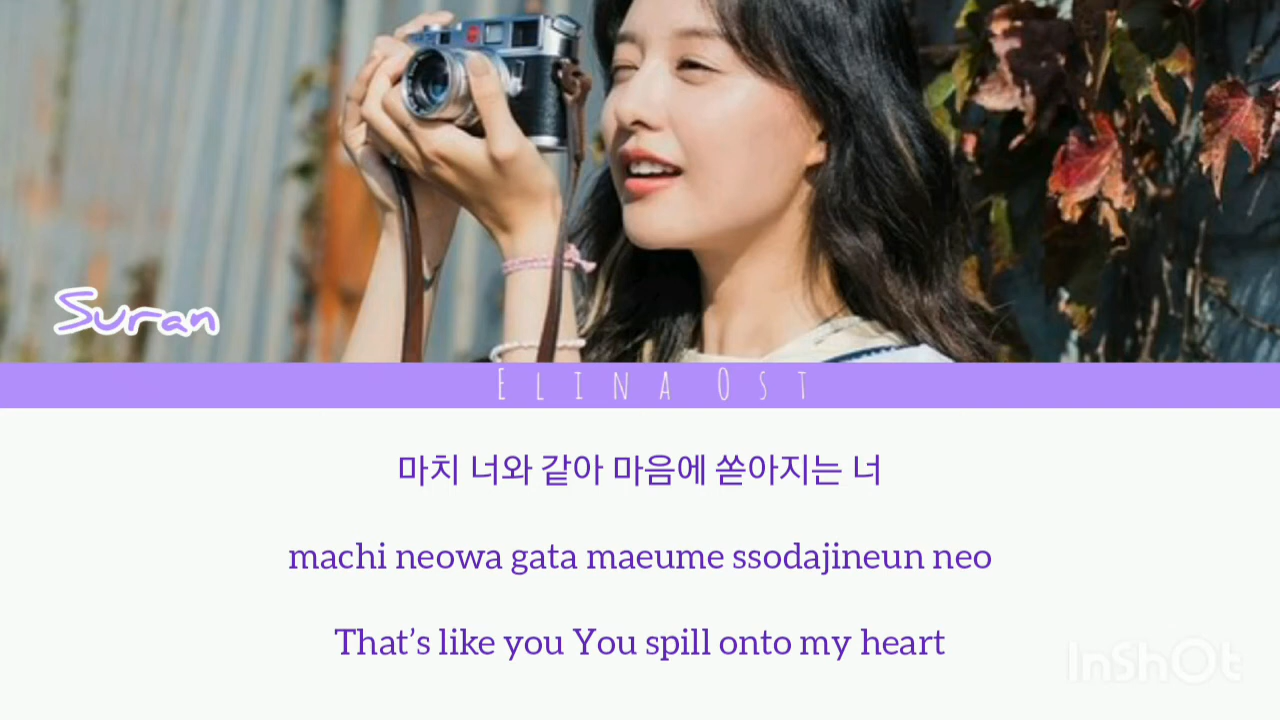 Suran
Elina Ost
마치 너와 같아 마음에 쏟아지는 너
machi neowa gata maeume ssodajineun neo
That’s like you You spill onto my heart
InShOt